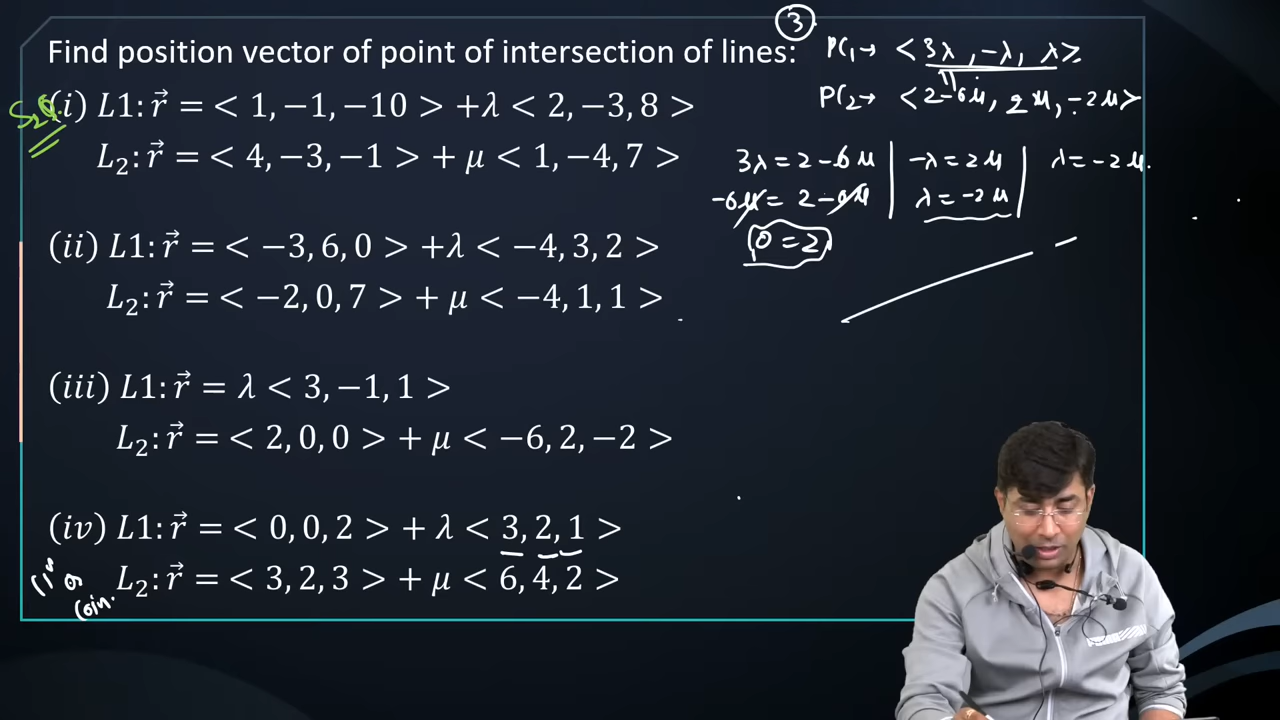 Find position vector of point of intersection of lines:
(i) L1: r⃗ = < 1, −1, −10 > +λ < 2, −3, 8 >
L₂: r⃗ = < 4, −3, −1 > + μ < 1, −4, 7 >
(ii) L1: r⃗ = < −3, 6, 0 > +λ < −4, 3, 2 >
L₂: r⃗ = < −2, 0, 7 > + μ < −4, 1, 1 >
(iii) L1: r⃗ = λ < 3, −1, 1 >
L₂: r⃗ = < 2, 0, 0 > + μ < −6, 2, −2 >
(iv) L1: r⃗ = < 0, 0, 2 > + λ < 3, 2, 1 >
L₂: r⃗ = < 3, 2, 3 > + μ < 6, 4, 2 >
or
coin.
3
PC₁→ <3λ, −λ, λ>
PC₂→ <2−6μ, 2μ, −2μ>
3λ = 2−6μ | −λ = 2μ | λ = −2μ.
−6μ = 2−6μ | λ = −2μ
0 = 2